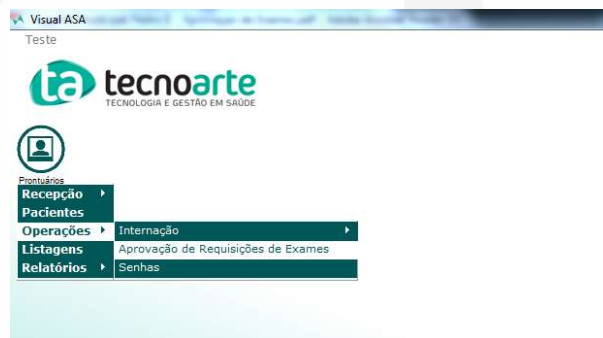 Visual ASA
Teste
ta tecnoarte
TECNOLOGIA E GESTÃO EM SAÚDE
Prontuários
Recepção
Pacientes
Operações Internação
Listagens Aprovação de Requisições de Exames
Relatórios Senhas